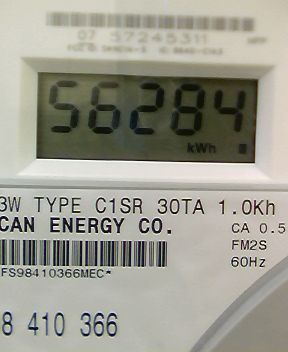 07 57245311
56284
kWh
3W TYPE C1SR 30TA 1.0Kh
CAN ENERGY CO.
CA 0.5
FM2S
FS98410366MEC*
60Hz
8 410 366